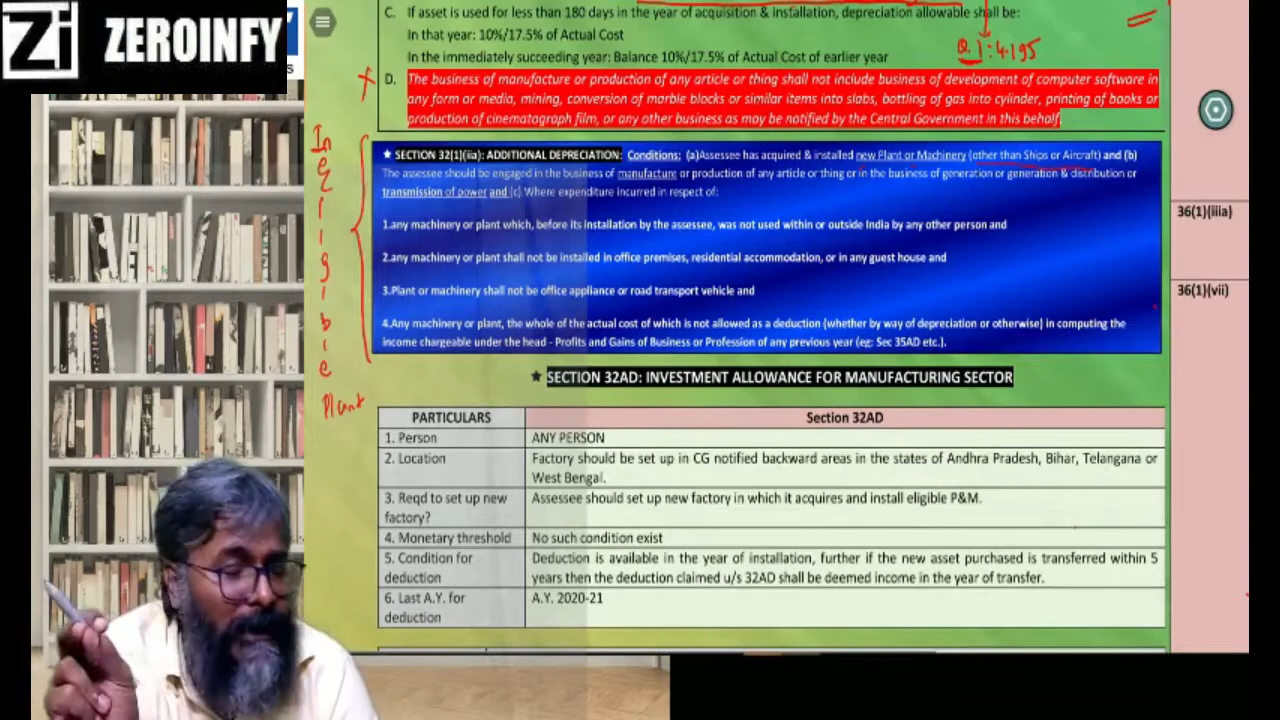 Zi ZEROINFY
C. If asset is used for less than 180 days in the year of acquisition & installation, depreciation allowable shall be:
In that year: 10%/17.5% of Actual Cost
In the immediately succeeding year: Balance 10%/17.5% of Actual Cost of earlier year
Q 1 : 4.195
D. The business of manufacture or production of any article or thing shall not include business of development of computer software in
any form or media, mining, conversion of marble blocks or similar items into slabs, bottling of gas into cylinder, printing of books or
production of cinematograph film, or any other business as may be notified by the Central Government in this behalf.
★ SECTION 32(1)(iia): ADDITIONAL DEPRECIATION: Conditions: (a)Assessee has acquired & installed new Plant or Machinery (other than Ships or Aircraft) and (b)
The assessee should be engaged in the business of manufacture or production of any article or thing or in the business of generation or generation & distribution or
transmission of power and (c).Where expenditure incurred in respect of:
1.any machinery or plant which, before its installation by the assessee, was not used within or outside India by any other person and
2.any machinery or plant shall not be installed in office premises, residential accommodation, or in any guest house and
3.Plant or machinery shall not be office appliance or road transport vehicle and
4.Any machinery or plant, the whole of the actual cost of which is not allowed as a deduction (whether by way of depreciation or otherwise) in computing the
income chargeable under the head - Profits and Gains of Business or Profession of any previous year (eg: Sec 35AD etc.).
Plant
36(1)(iiia)
36(1)(vii)
★ SECTION 32AD: INVESTMENT ALLOWANCE FOR MANUFACTURING SECTOR
PARTICULARS Section 32AD
1. Person ANY PERSON
2. Location Factory should be set up in CG notified backward areas in the states of Andhra Pradesh, Bihar, Telangana or
West Bengal.
3. Reqd to set up new Assessee should set up new factory in which it acquires and install eligible P&M.
factory?
4. Monetary threshold No such condition exist
5. Condition for Deduction is available in the year of installation, further if the new asset purchased is transferred within 5
deduction years then the deduction claimed u/s 32AD shall be deemed income in the year of transfer.
6. Last A.Y. for A.Y. 2020-21
deduction